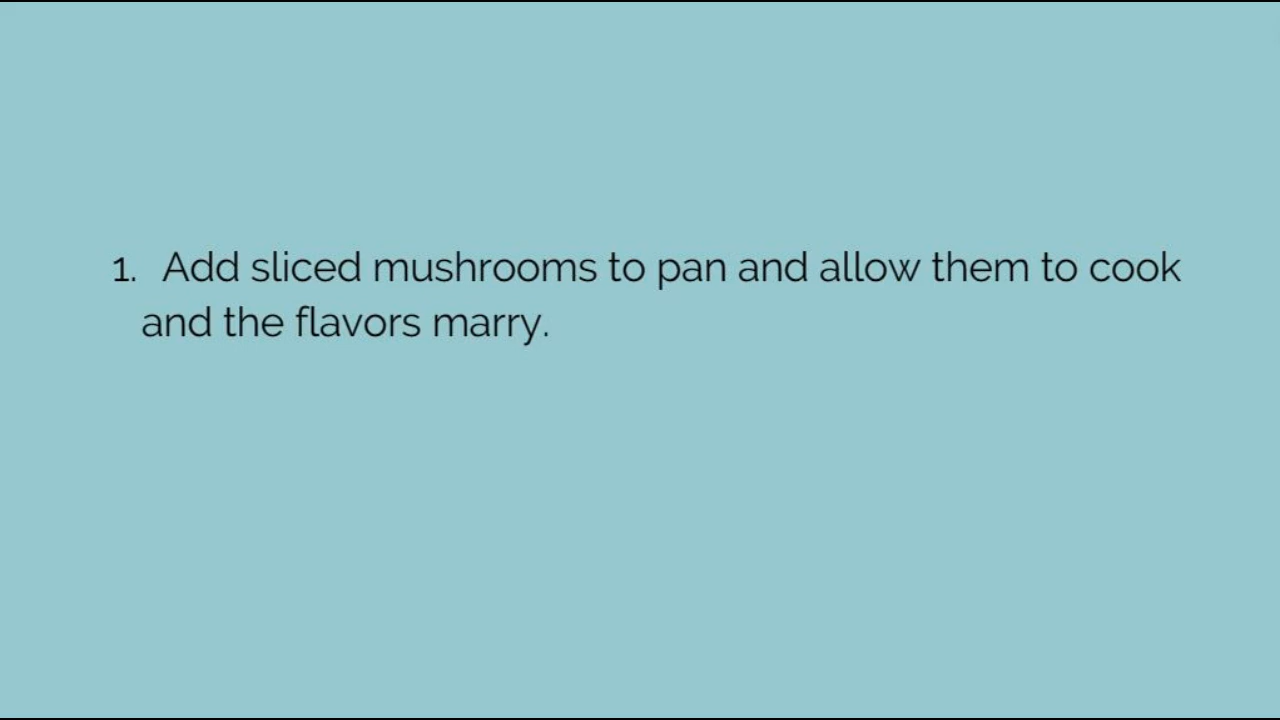 1. Add sliced mushrooms to pan and allow them to cook
and the flavors marry.